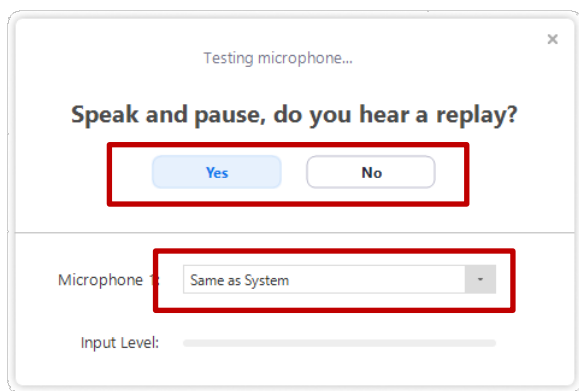 Testing microphone...
Speak and pause, do you hear a replay?
Yes No
Microphone 1: Same as System
Input Level: